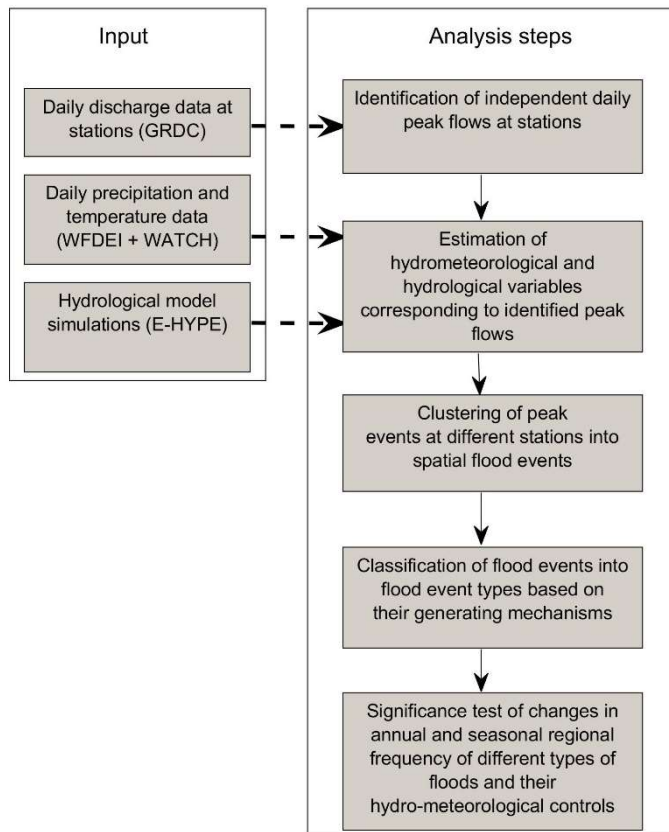 Input
Daily discharge data at
stations (GRDC)
Daily precipitation and
temperature data
(WFDEI + WATCH)
Hydrological model
simulations (E-HYPE)
Analysis steps
Identification of independent daily
peak flows at stations
Estimation of
hydrometeorological and
hydrological variables
corresponding to identified peak
flows
Clustering of peak
events at different stations into
spatial flood events
Classification of flood events into
flood event types based on
their generating mechanisms
Significance test of changes in
annual and seasonal regional
frequency of different types of
floods and their
hydro-meteorological controls